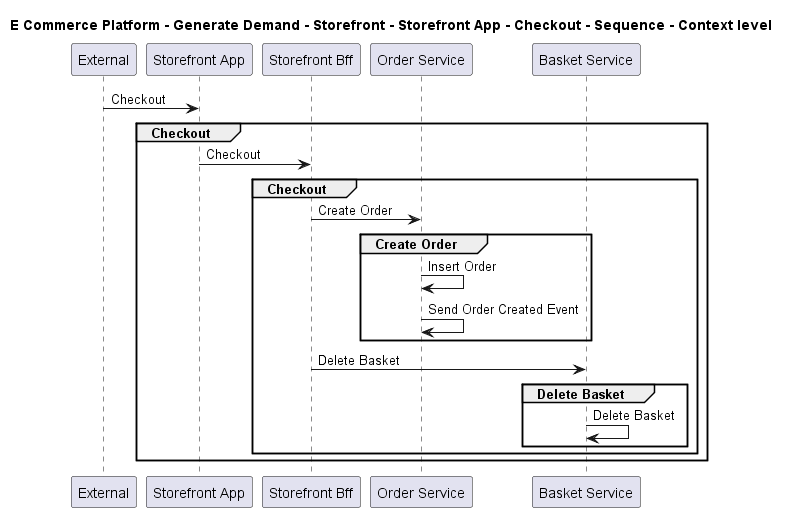 E Commerce Platform - Generate Demand - Storefront - Storefront App - Checkout - Sequence - Context level
External Storefront App Storefront Bff Order Service Basket Service
Checkout
Checkout
Checkout
Checkout
Create Order
Create Order
Insert Order
Send Order Created Event
Delete Basket
Delete Basket
Delete Basket
External Storefront App Storefront Bff Order Service Basket Service